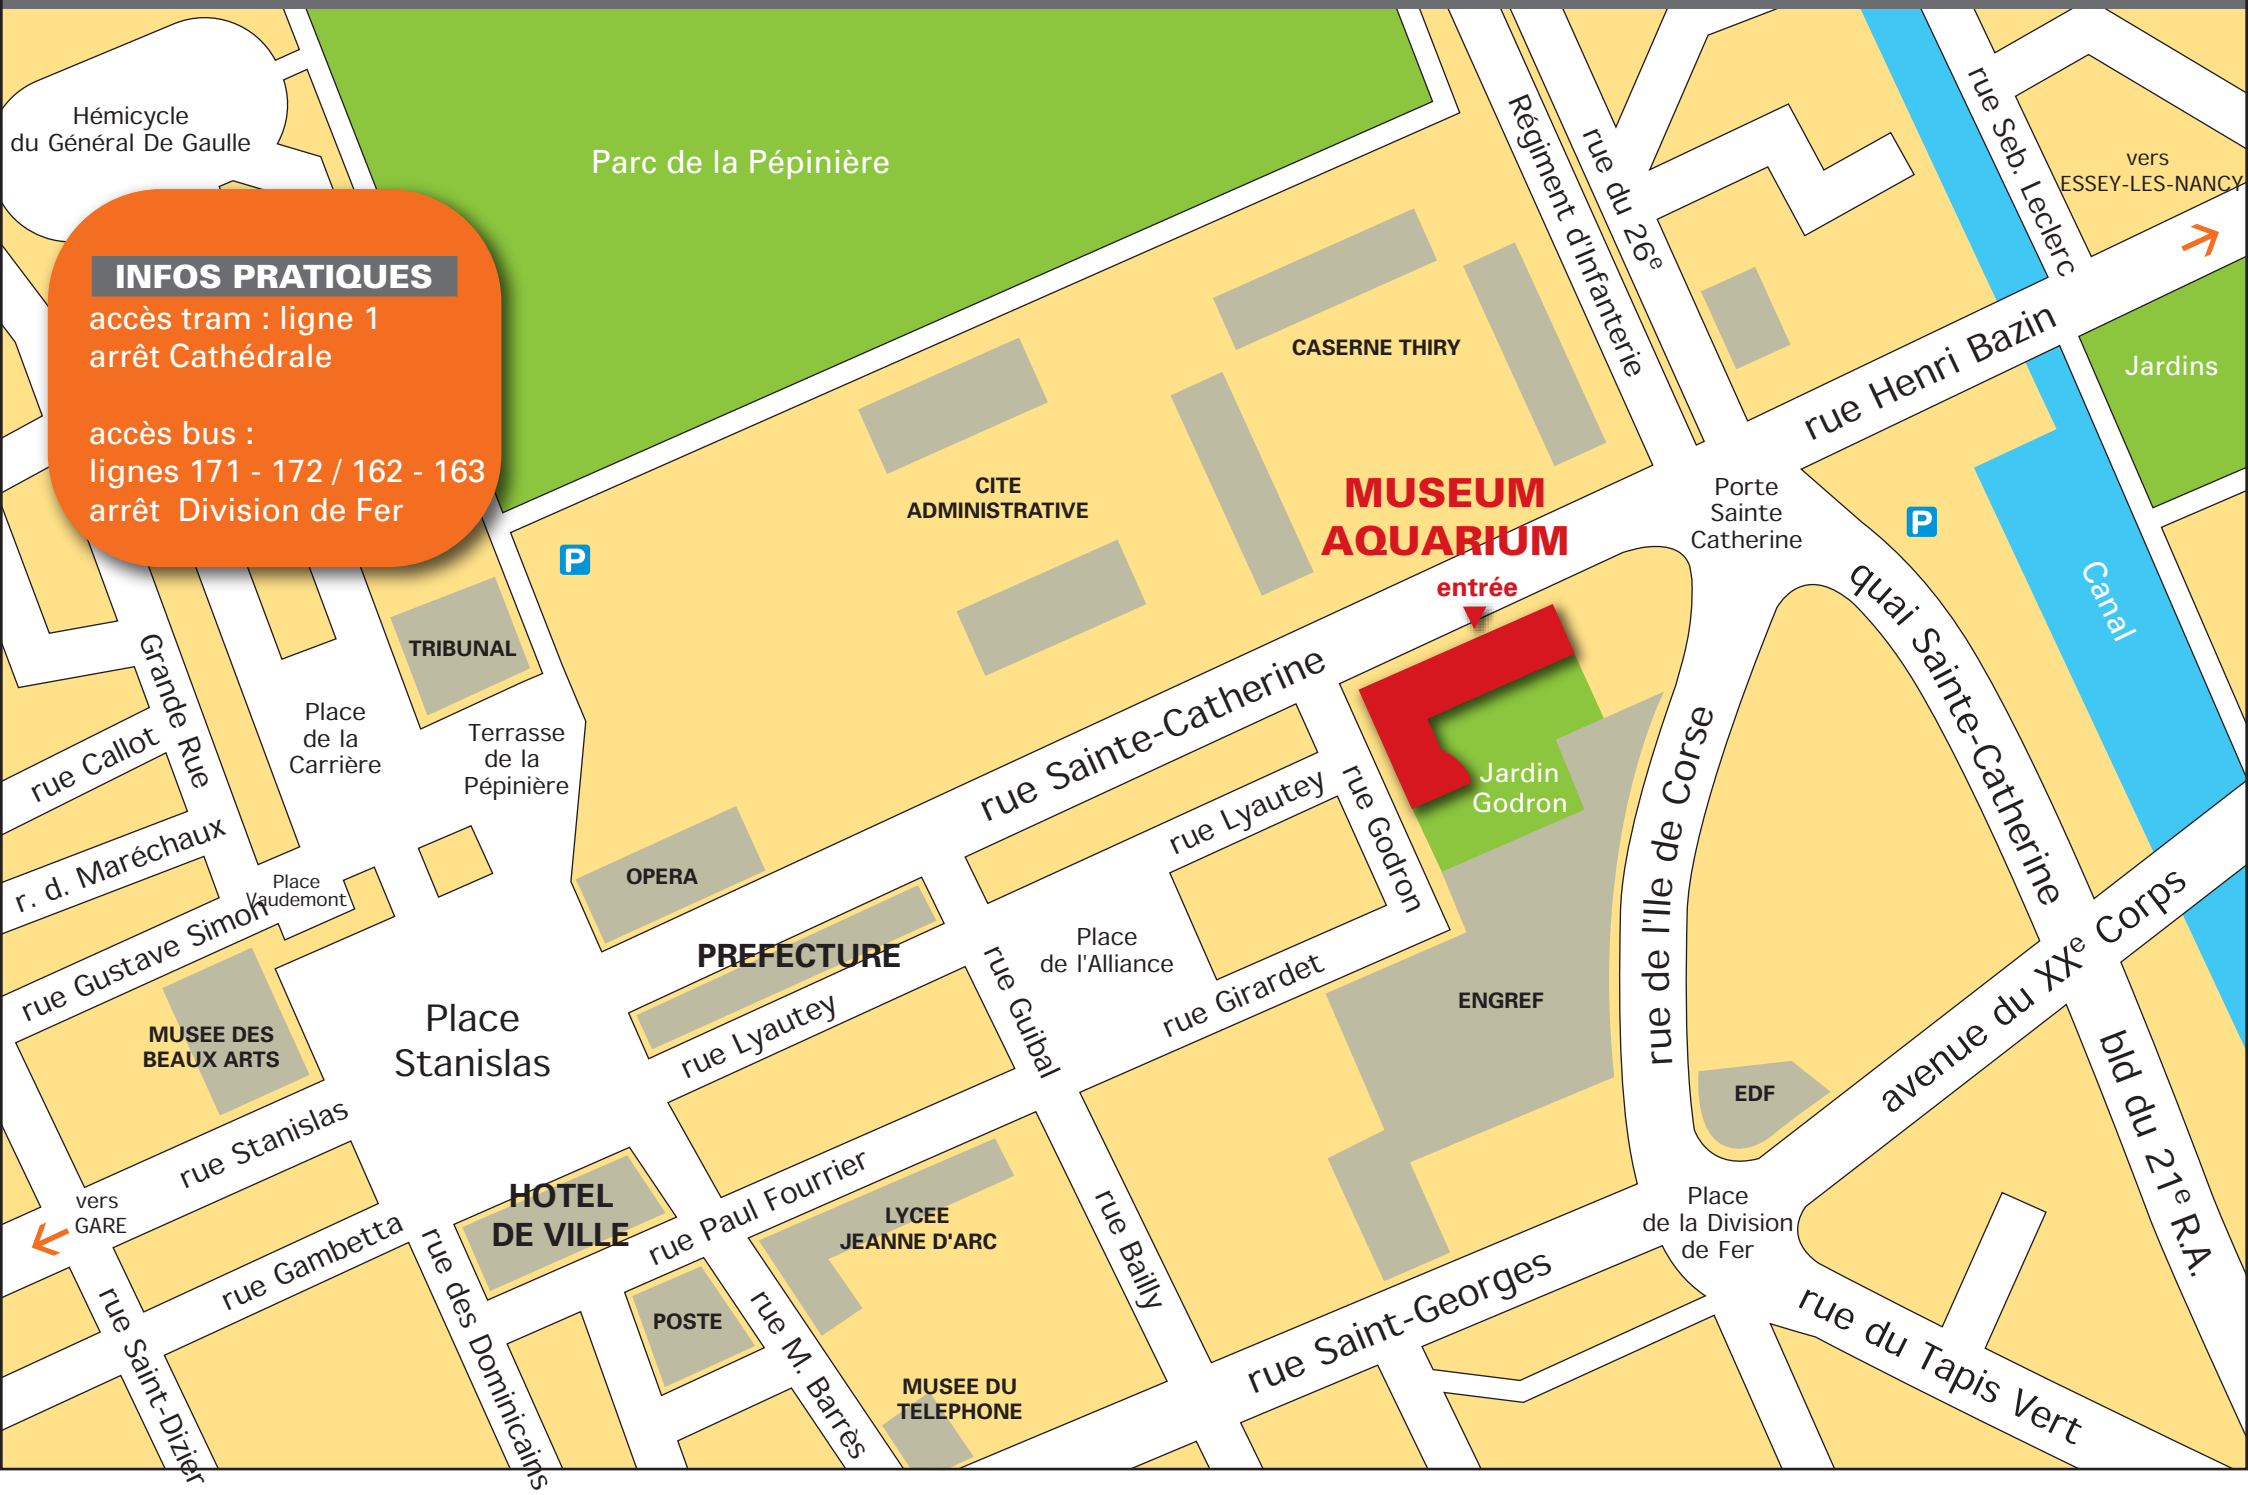 Hémicycle
du Général De Gaulle
Parc de la Pépinière
INFOS PRATIQUES
accès tram : ligne 1
arrêt Cathédrale
accès bus :
lignes 171 - 172 / 162 - 163
arrêt Division de Fer
Régiment d'Infanterie
rue du 26e
rue Seb. Leclerc
vers
ESSEY-LES-NANCY
rue Henri Bazin
Jardins
CASERNE THIRY
CITE
ADMINISTRATIVE
MUSEUM
AQUARIUM
entrée
Porte
Sainte
Catherine
P
P
Canal
quai Sainte-Catherine
TRIBUNAL
Grande Rue
Place
de la
Carrière
Terrasse
de la
Pépinière
rue Callot
r. d. Maréchaux
rue Gustave Simon
Place
Vaudemont
rue Sainte-Catherine
rue Lyautey
rue Godron
Jardin
Godron
rue de l'Ile de Corse
OPERA
PREFECTURE
rue Lyautey
rue Guibal
Place
de l'Alliance
rue Girardet
ENGREF
EDF
avenue du XXe Corps
bld du 21e R.A.
MUSEE DES
BEAUX ARTS
Place
Stanislas
rue Stanislas
vers
GARE
rue Gambetta
rue Saint-Dizier
rue des Dominicains
HOTEL
DE VILLE
rue Paul Fourrier
LYCEE
JEANNE D'ARC
rue Bailly
POSTE
rue M. Barrès
MUSEE DU
TELEPHONE
rue Saint-Georges
Place
de la Division
de Fer
rue du Tapis Vert